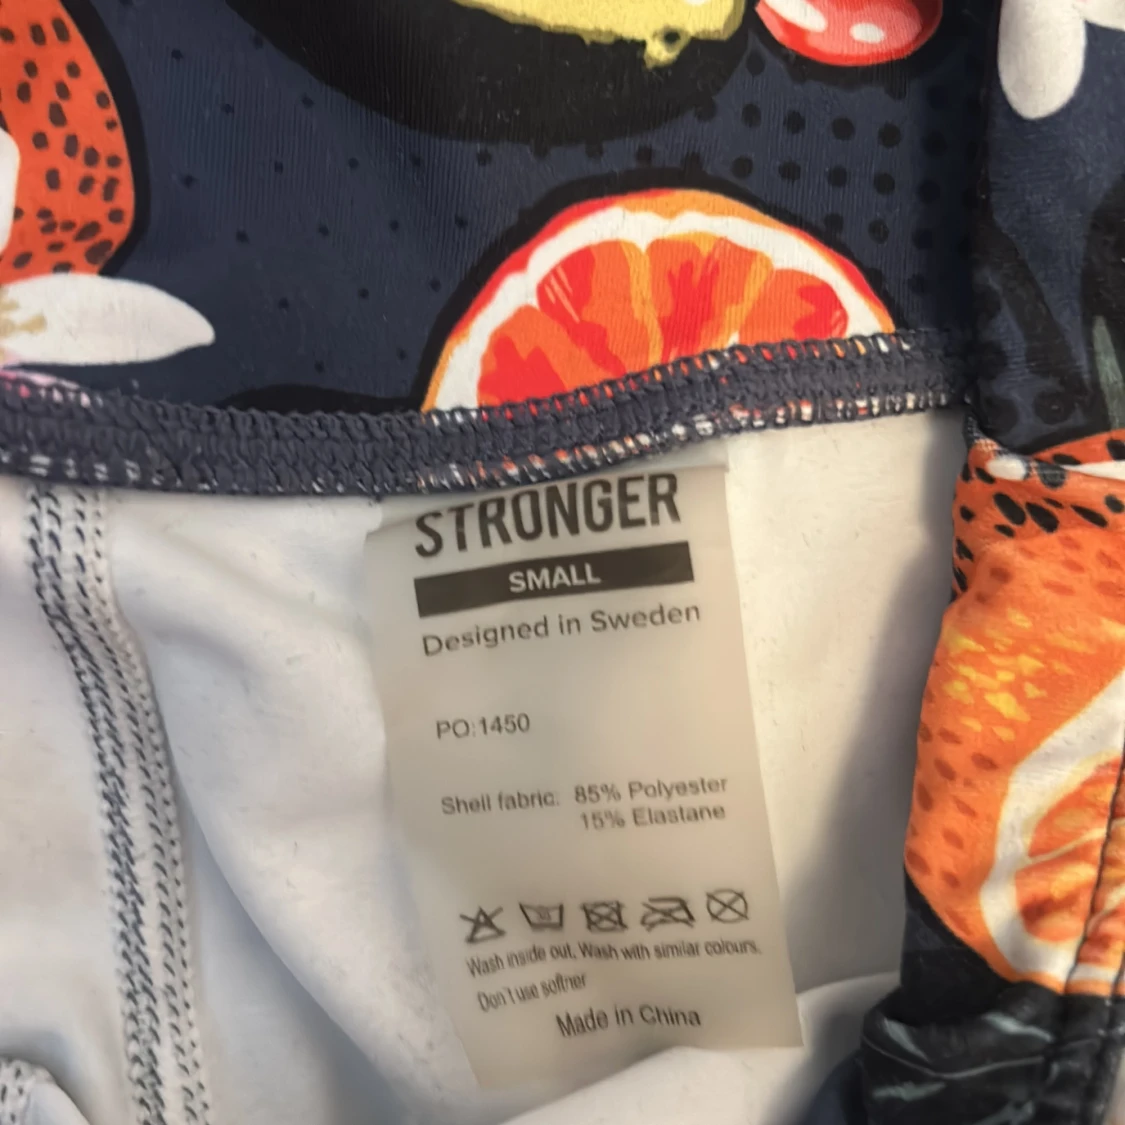 STRONGER
SMALL
Designed in Sweden
PO:1450
Shell fabric: 85% Polyester
15% Elastane
Wash inside out, Wash with similar colours.
Don't use softner
Made in China